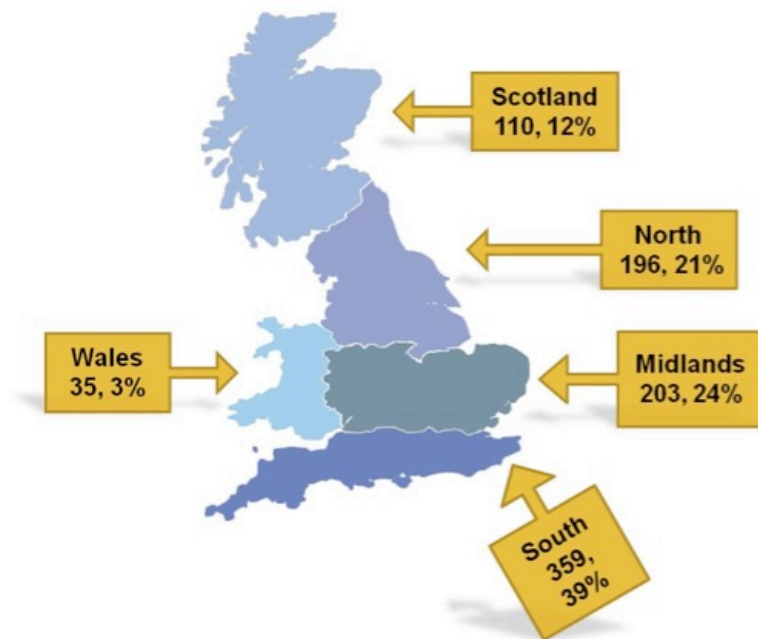 Scotland
110, 12%
North
196, 21%
Wales
35, 3%
Midlands
203, 24%
South
359,
39%